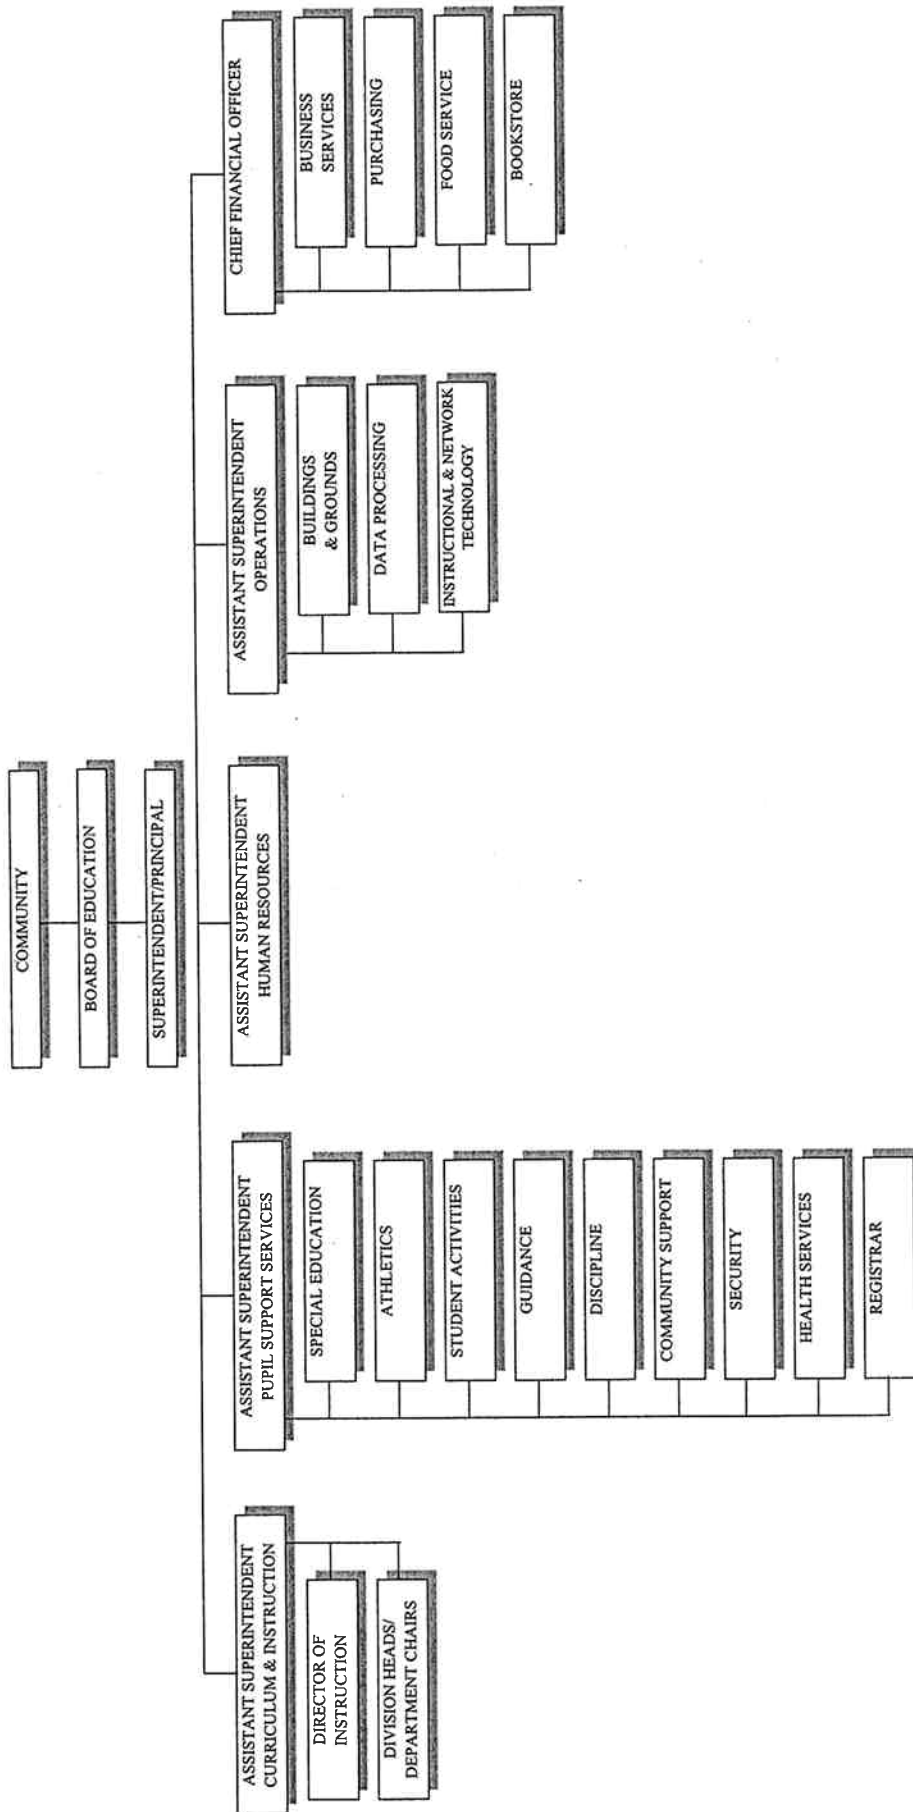 COMMUNITY
BOARD OF EDUCATION
SUPERINTENDENT/PRINCIPAL
ASSISTANT SUPERINTENDENT
CURRICULUM & INSTRUCTION
DIRECTOR OF
INSTRUCTION
DIVISION HEADS/
DEPARTMENT CHAIRS
ASSISTANT SUPERINTENDENT
PUPIL SUPPORT SERVICES
SPECIAL EDUCATION
ATHLETICS
STUDENT ACTIVITIES
GUIDANCE
DISCIPLINE
COMMUNITY SUPPORT
SECURITY
HEALTH SERVICES
REGISTRAR
ASSISTANT SUPERINTENDENT
HUMAN RESOURCES
ASSISTANT SUPERINTENDENT
OPERATIONS
BUILDINGS
& GROUNDS
DATA PROCESSING
INSTRUCTIONAL & NETWORK
TECHNOLOGY
CHIEF FINANCIAL OFFICER
BUSINESS
SERVICES
PURCHASING
FOOD SERVICE
BOOKSTORE